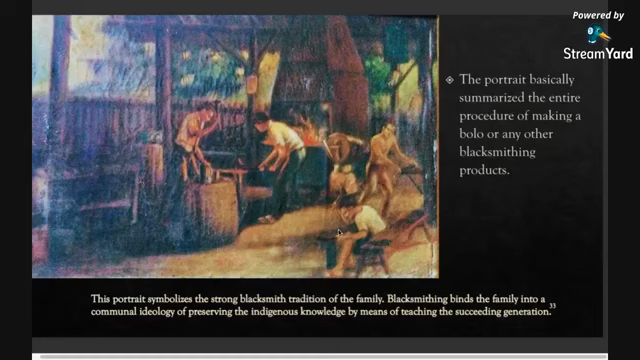 Powered by
StreamYard
The portrait basically
summarized the entire
procedure of making a
bolo or any other
blacksmithing
products.
This portrait symbolizes the strong blacksmith tradition of the family. Blacksmithing binds the family into a
communal ideology of preserving the indigenous knowledge by means of teaching the succeeding generation.
33